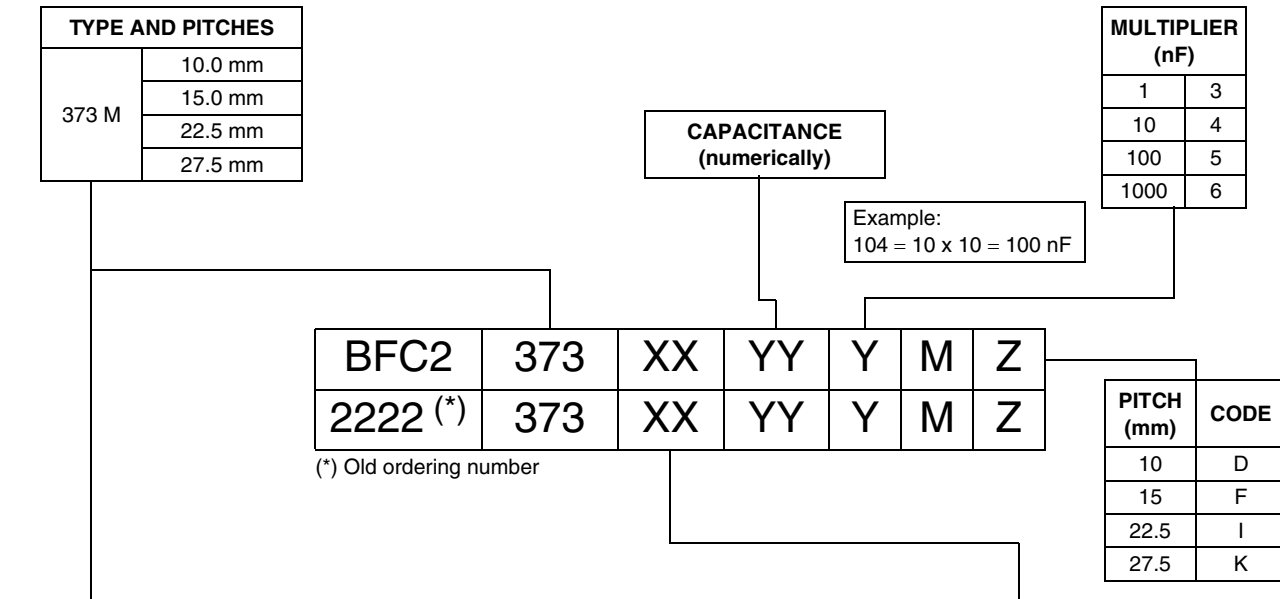 TYPE AND PITCHES
373 M
10.0 mm
15.0 mm
22.5 mm
27.5 mm
CAPACITANCE
(numerically)
MULTIPLIER
(nF)
1 3
10 4
100 5
1000 6
Example:
104 = 10 x 10 = 100 nF
BFC2 373 XX YY Y M Z
2222 (*) 373 XX YY Y M Z
(*) Old ordering number
PITCH
(mm)
CODE
10 D
15 F
22.5 I
27.5 K